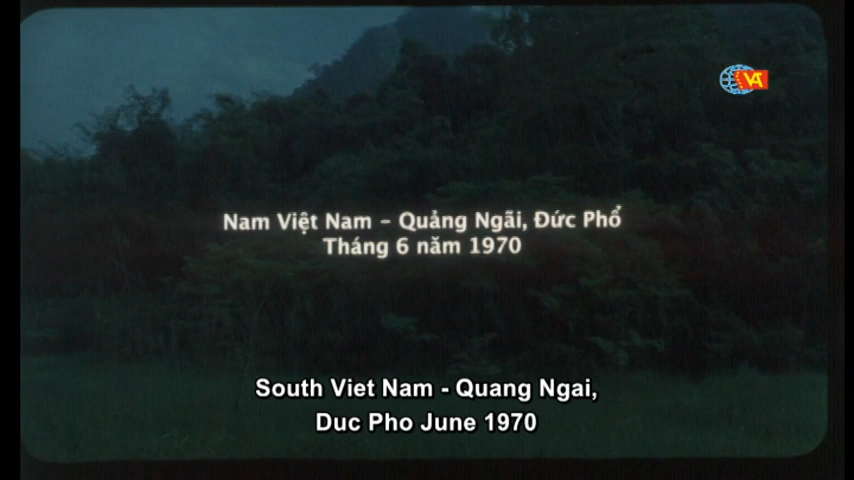 VA
Nam Việt Nam – Quảng Ngãi, Đức Phổ
Tháng 6 năm 1970
South Viet Nam - Quang Ngai,
Duc Pho June 1970